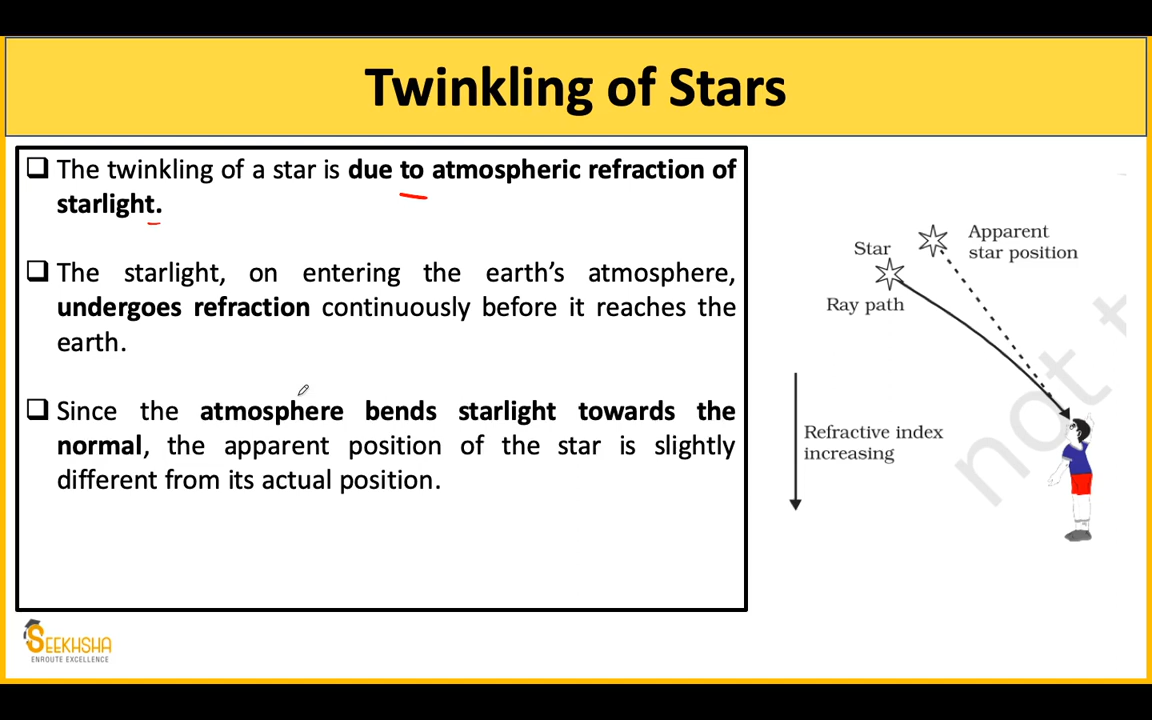 Twinkling of Stars
❑ The twinkling of a star is due to atmospheric refraction of
starlight.
❑ The starlight, on entering the earth’s atmosphere,
undergoes refraction continuously before it reaches the
earth.
❑ Since the atmosphere bends starlight towards the
normal, the apparent position of the star is slightly
different from its actual position.
Apparent
star position
Star
Ray path
Refractive index
increasing
not t
SEEKHSHA
ENROUTE EXCELLENCE